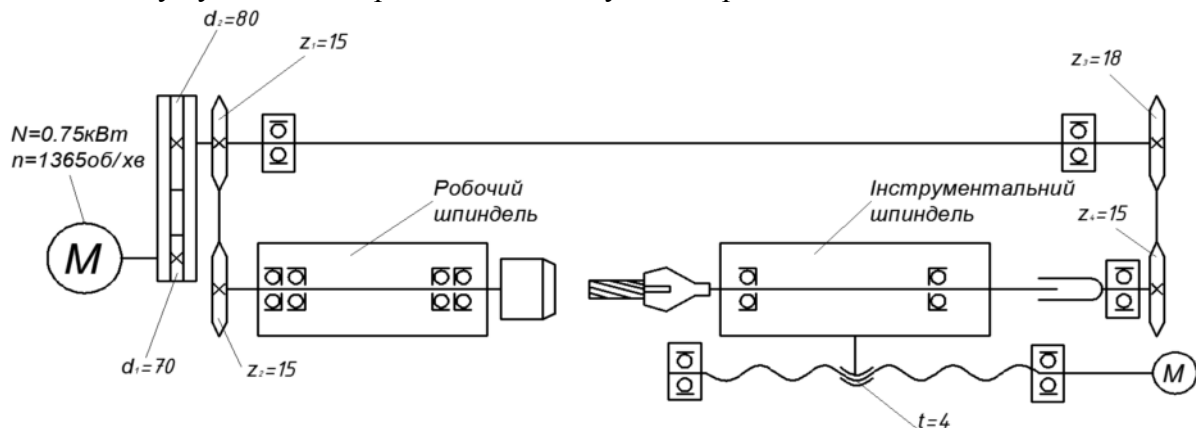 d₂=80
z₁=15
z₃=18
N=0.75кВт
n=1365об/хв
Робочий
шпиндель
Інструментальний
шпиндель
z₄=15
M
d₁=70
z₂=15
M
t=4